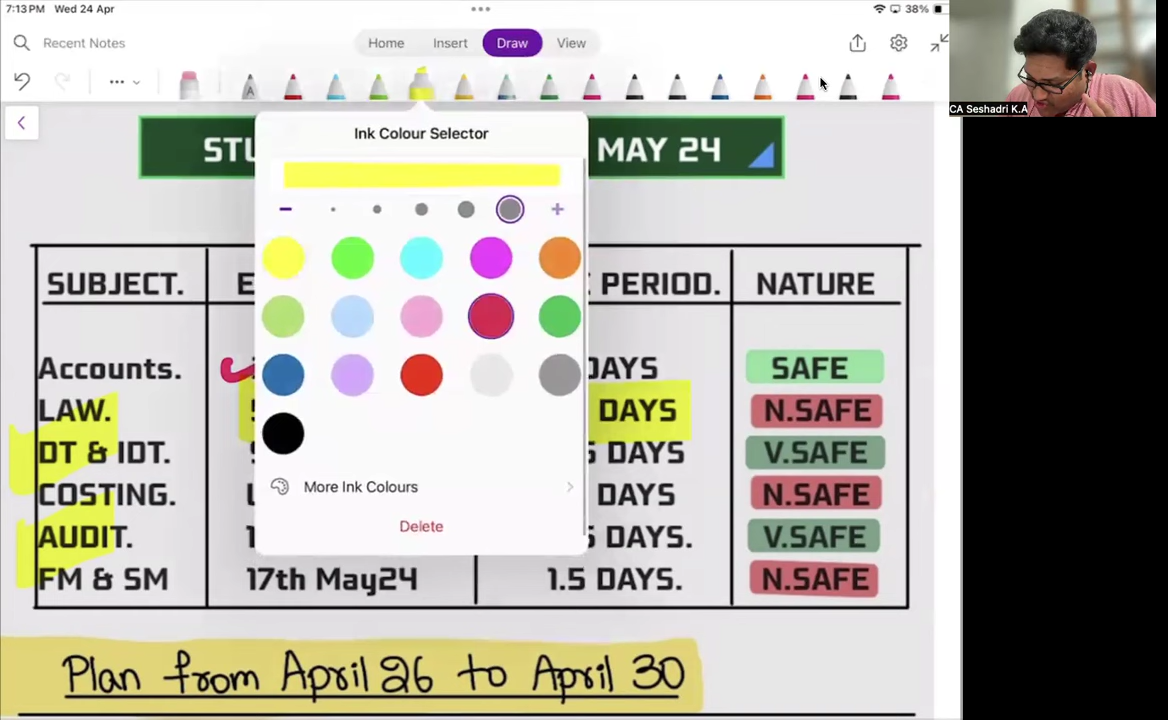 7:13 PM Wed 24 Apr
38%
Recent Notes
Home Insert Draw View
A
CA Seshadri K.A
Ink Colour Selector
MAY 24
SUBJECT. PERIOD. NATURE
Accounts. DAYS SAFE
LAW. DAYS N.SAFE
DT & IDT. 5 DAYS V.SAFE
COSTING. DAYS N.SAFE
AUDIT. 5 DAYS. V.SAFE
FM & SM 17th May24 1.5 DAYS. N.SAFE
More Ink Colours
Delete
Plan from April 26 to April 30